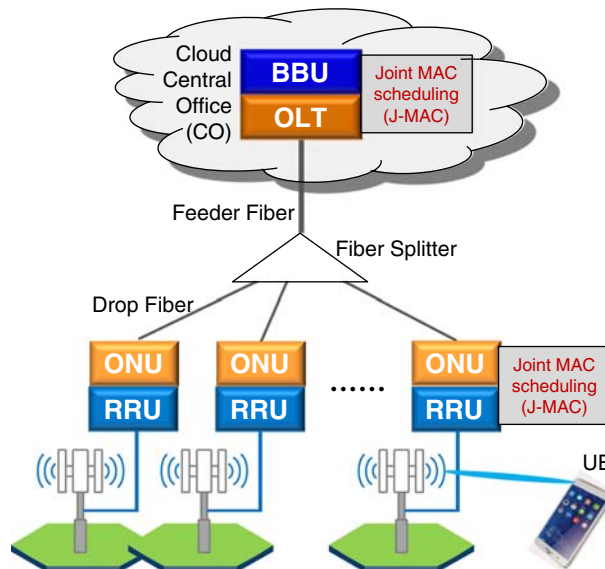 Cloud
Central
Office
(CO)
BBU
OLT
Joint MAC
scheduling
(J-MAC)
Feeder Fiber
Fiber Splitter
Drop Fiber
ONU
ONU
ONU
RRU
RRU
......
RRU
Joint MAC
scheduling
(J-MAC)
UE